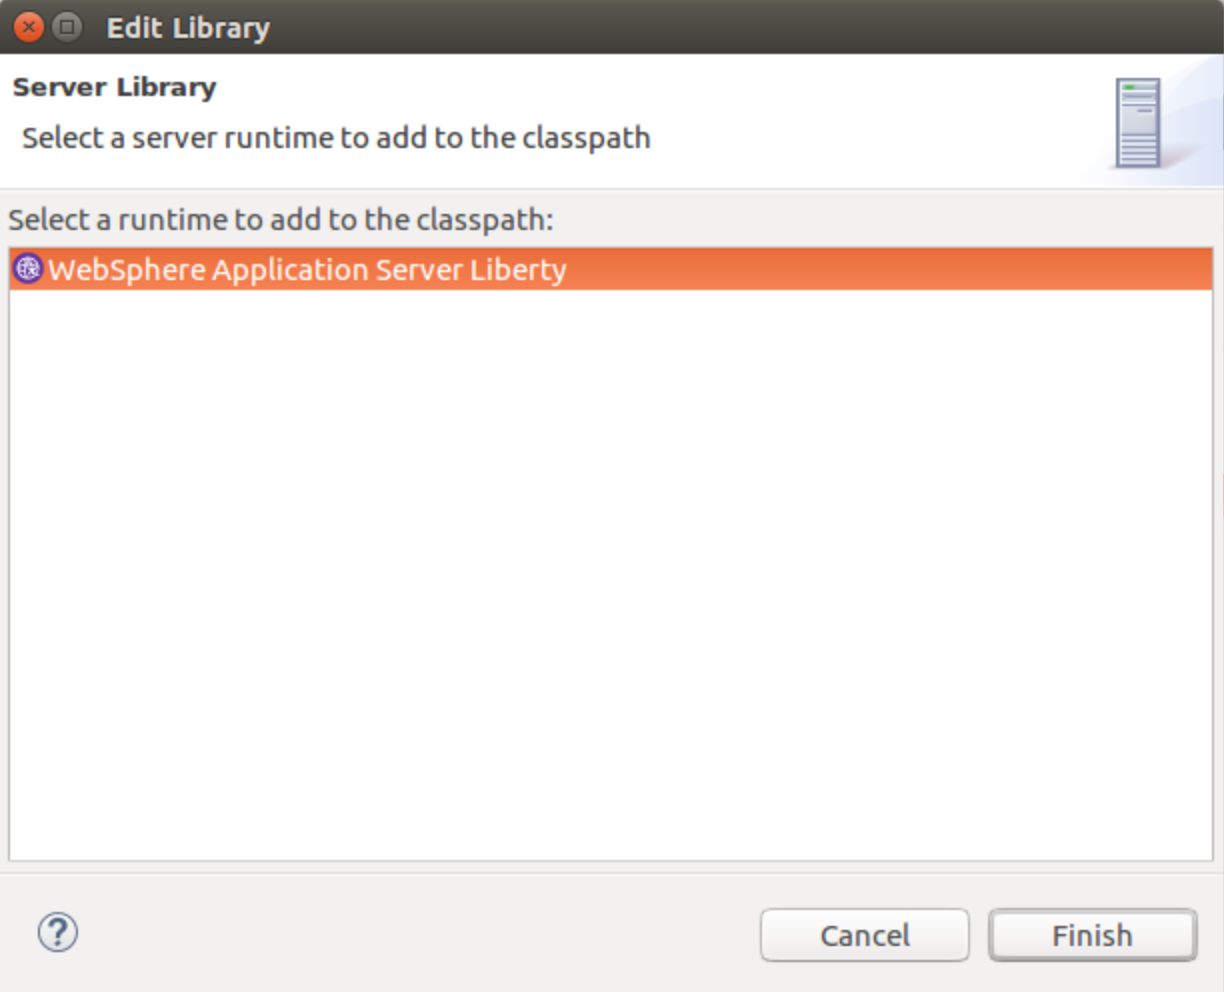 Edit Library
Server Library
Select a server runtime to add to the classpath
Select a runtime to add to the classpath:
WebSphere Application Server Liberty
?
Cancel
Finish